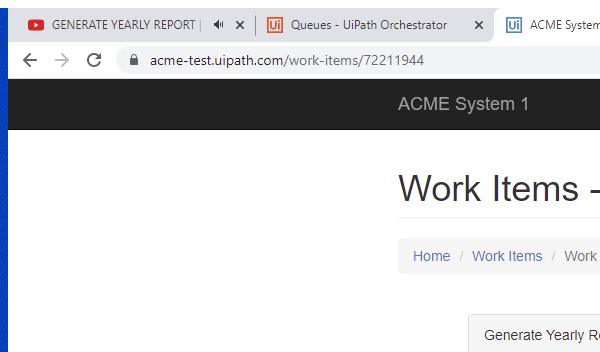 GENERATE YEARLY REPORT |
Queues - UiPath Orchestrator
ACME System
acme-test.uipath.com/work-items/72211944
ACME System 1
Work Items -
Home / Work Items / Work
Generate Yearly R